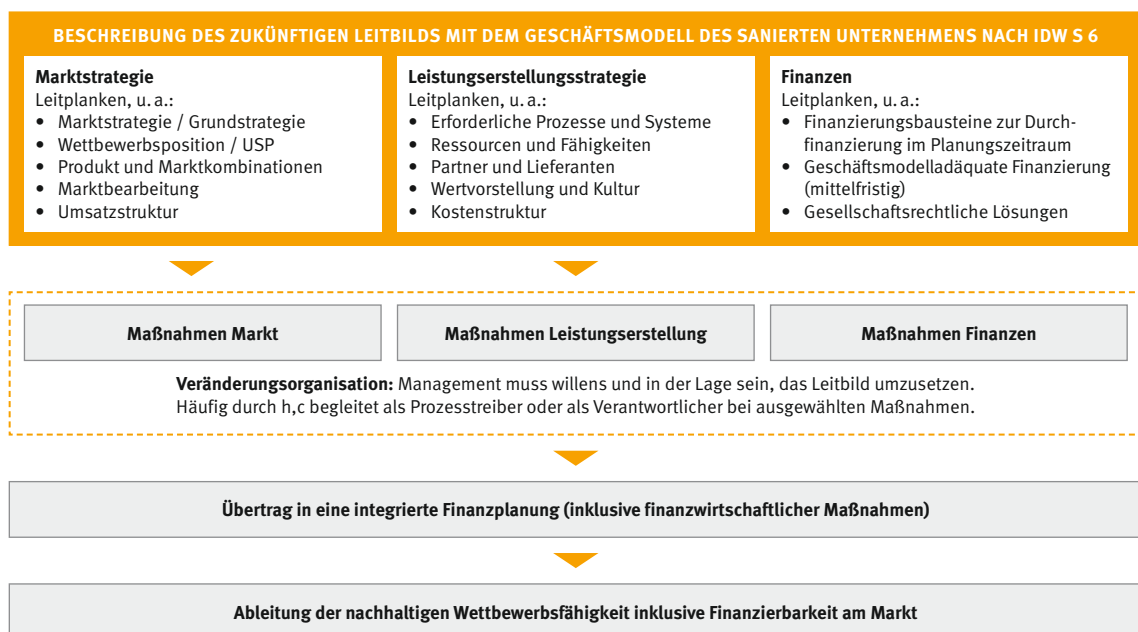 BESCHREIBUNG DES ZUKÜNFTIGEN LEITBILDS MIT DEM GESCHÄFTSMODELL DES SANIERTEN UNTERNEHMENS NACH IDW S 6
Marktstrategie
Leitplanken, u. a.:
• Marktstrategie / Grundstrategie
• Wettbewerbsposition / USP
• Produkt und Marktkombinationen
• Marktbearbeitung
• Umsatzstruktur
Leistungserstellungsstrategie
Leitplanken, u. a.:
• Erforderliche Prozesse und Systeme
• Ressourcen und Fähigkeiten
• Partner und Lieferanten
• Wertvorstellung und Kultur
• Kostenstruktur
Finanzen
Leitplanken, u. a.:
• Finanzierungsbausteine zur Durch-
finanzierung im Planungszeitraum
• Geschäftsmodelladäquate Finanzierung
(mittelfristig)
• Gesellschaftsrechtliche Lösungen
Maßnahmen Markt
Maßnahmen Leistungserstellung
Maßnahmen Finanzen
Veränderungsorganisation: Management muss willens und in der Lage sein, das Leitbild umzusetzen.
Häufig durch h,c begleitet als Prozesstreiber oder als Verantwortlicher bei ausgewählten Maßnahmen.
Übertrag in eine integrierte Finanzplanung (inklusive finanzwirtschaftlicher Maßnahmen)
Ableitung der nachhaltigen Wettbewerbsfähigkeit inklusive Finanzierbarkeit am Markt